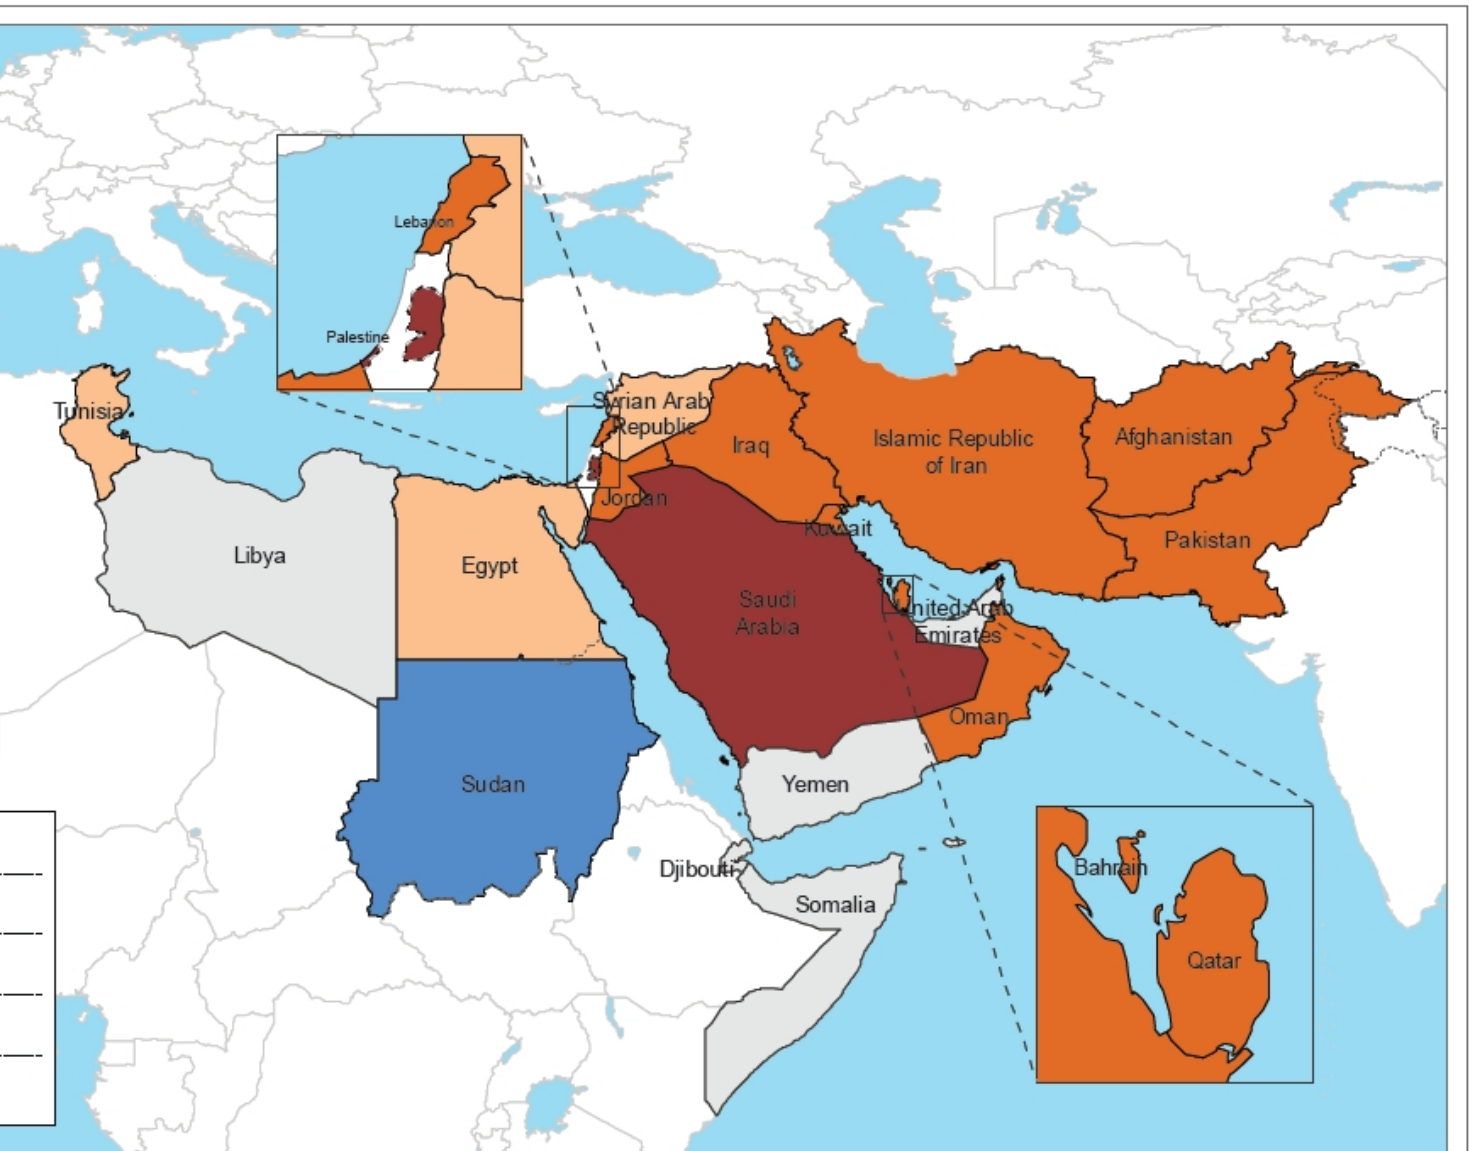 Lebanon
Palestine
Tunisia
Syrian Arab
Republic
Iraq
Islamic Republic
of Iran
Afghanistan
Jordan
Kuwait
Pakistan
Libya
Egypt
Saudi
Arabia
United Arab
Emirates
Oman
Sudan
Yemen
Djibouti
Somalia
Bahrain
Qatar